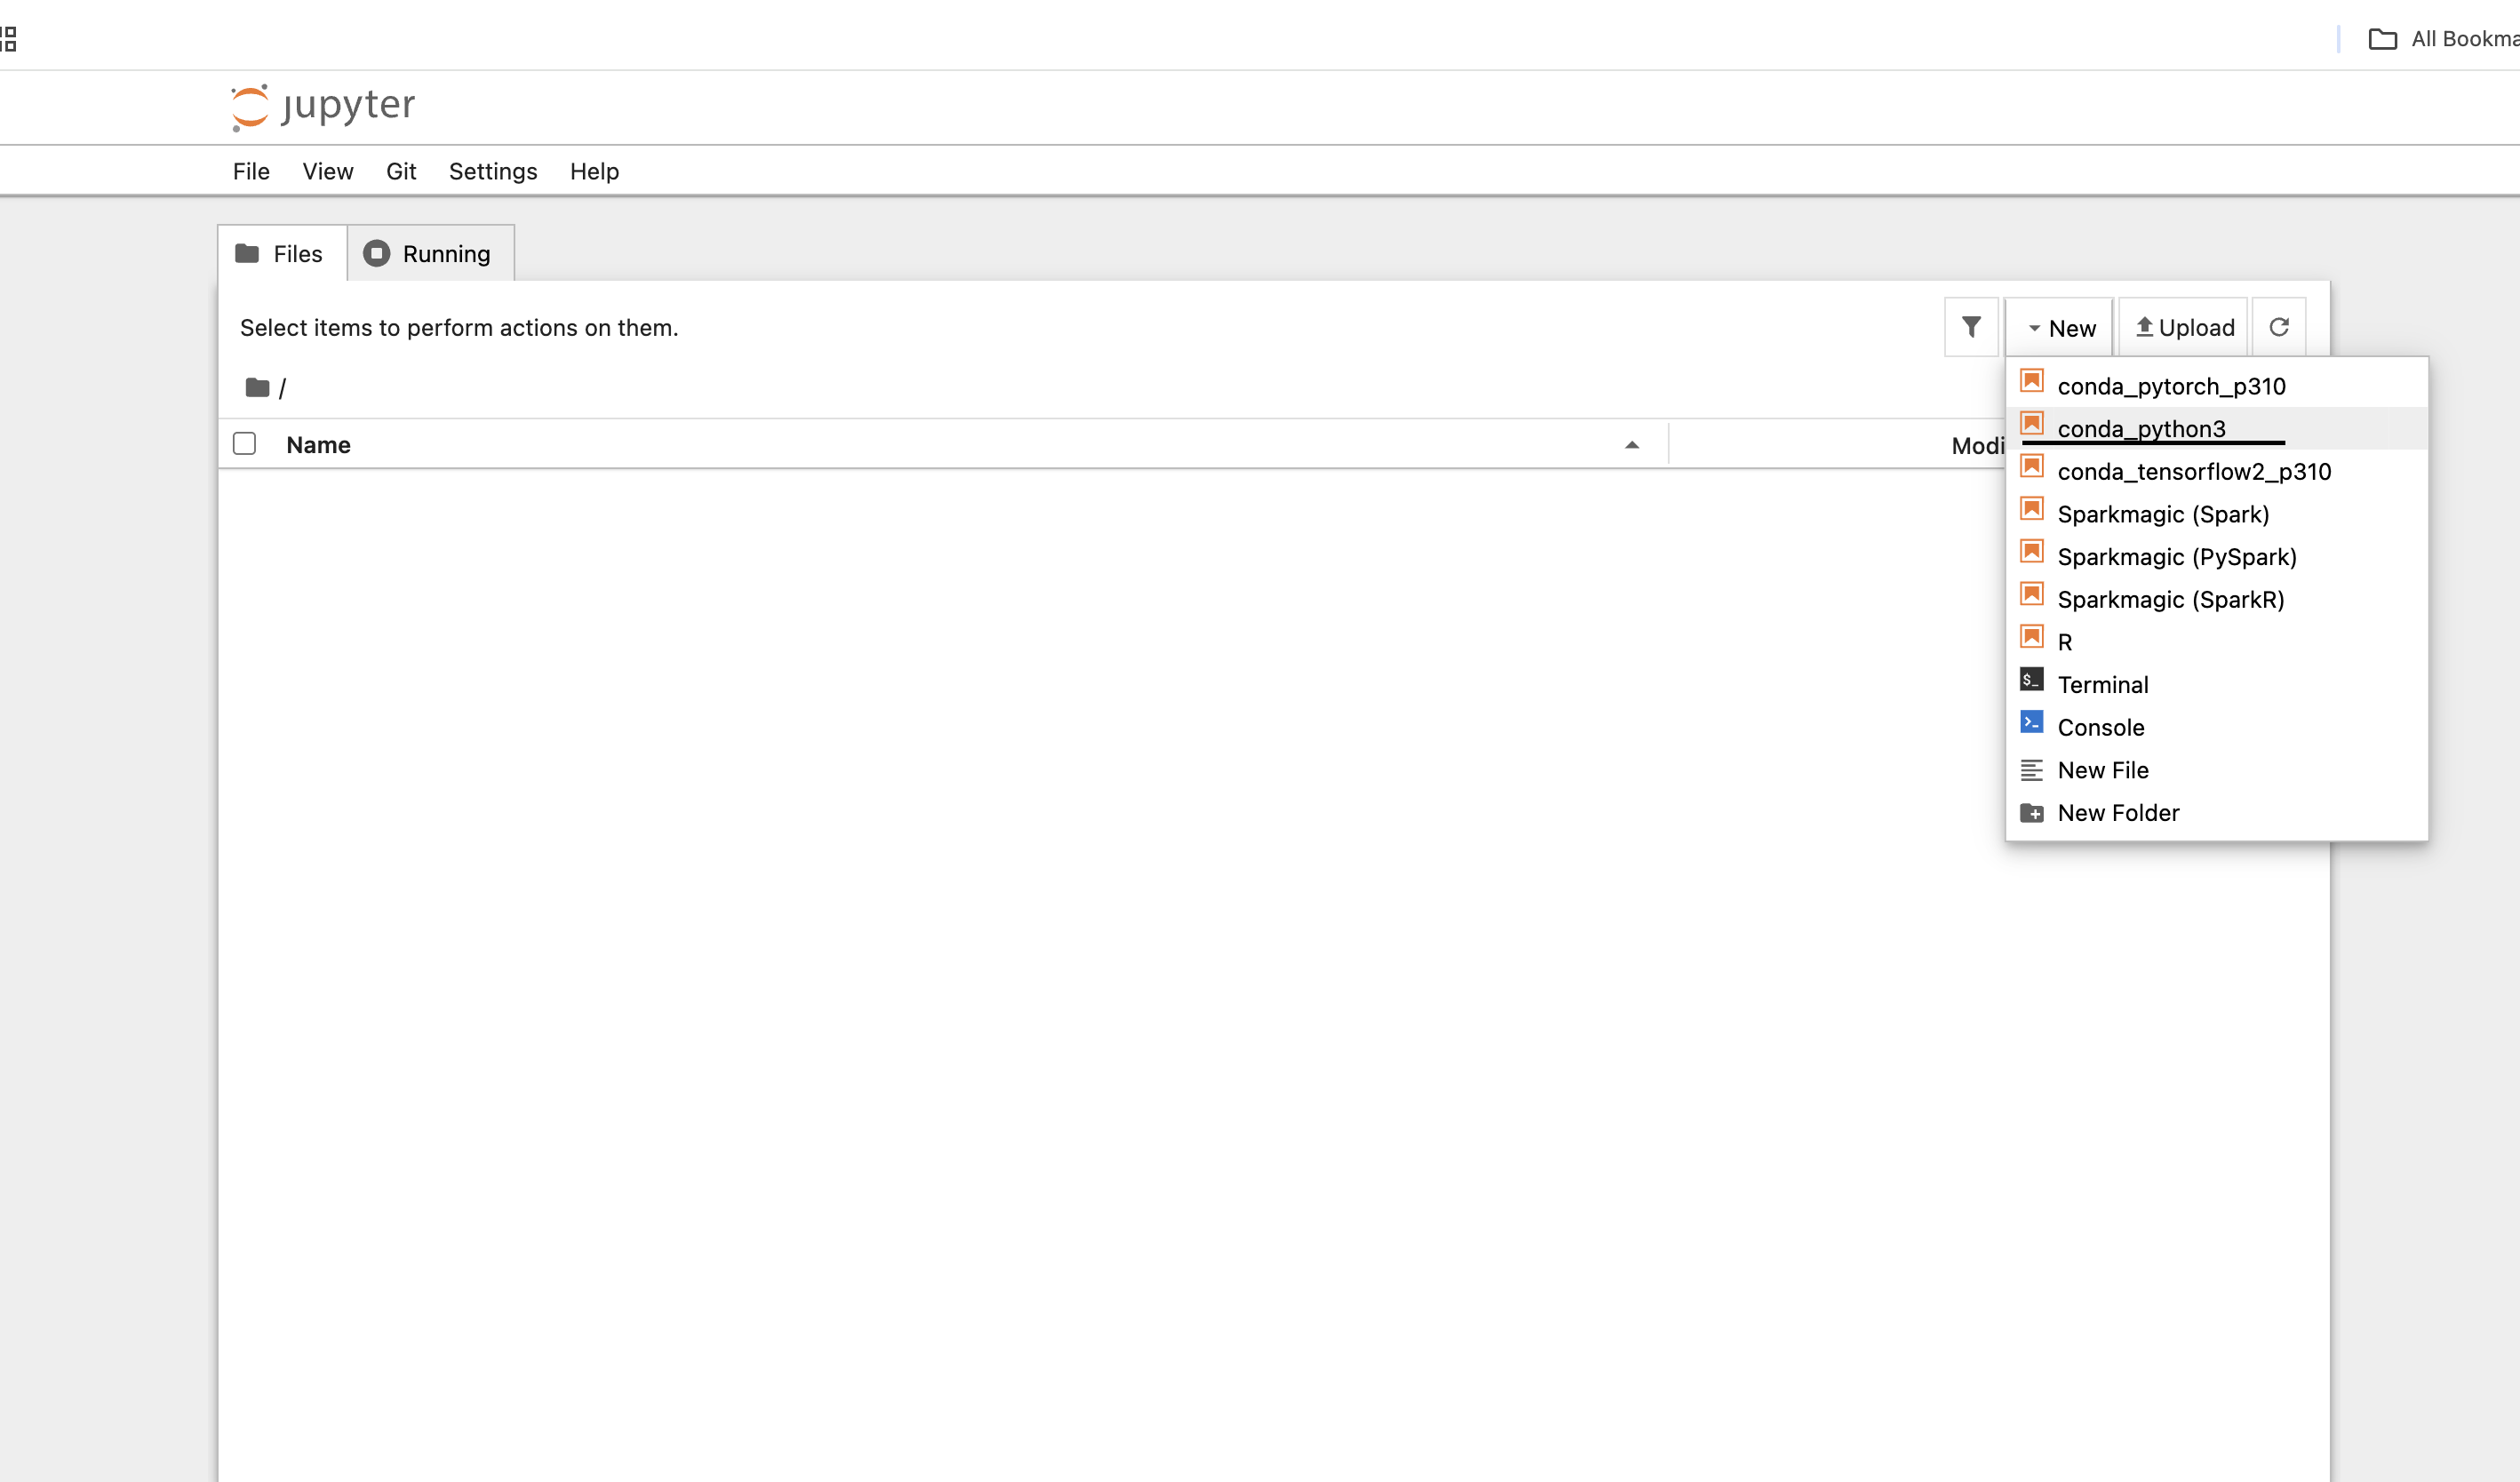 All Bookma
jupyter
File View Git Settings Help
Files Running
Select items to perform actions on them.
New Upload
/
Name Modi
conda_pytorch_p310
conda_python3
conda_tensorflow2_p310
Sparkmagic (Spark)
Sparkmagic (PySpark)
Sparkmagic (SparkR)
R
$_ Terminal
>_ Console
New File
New Folder